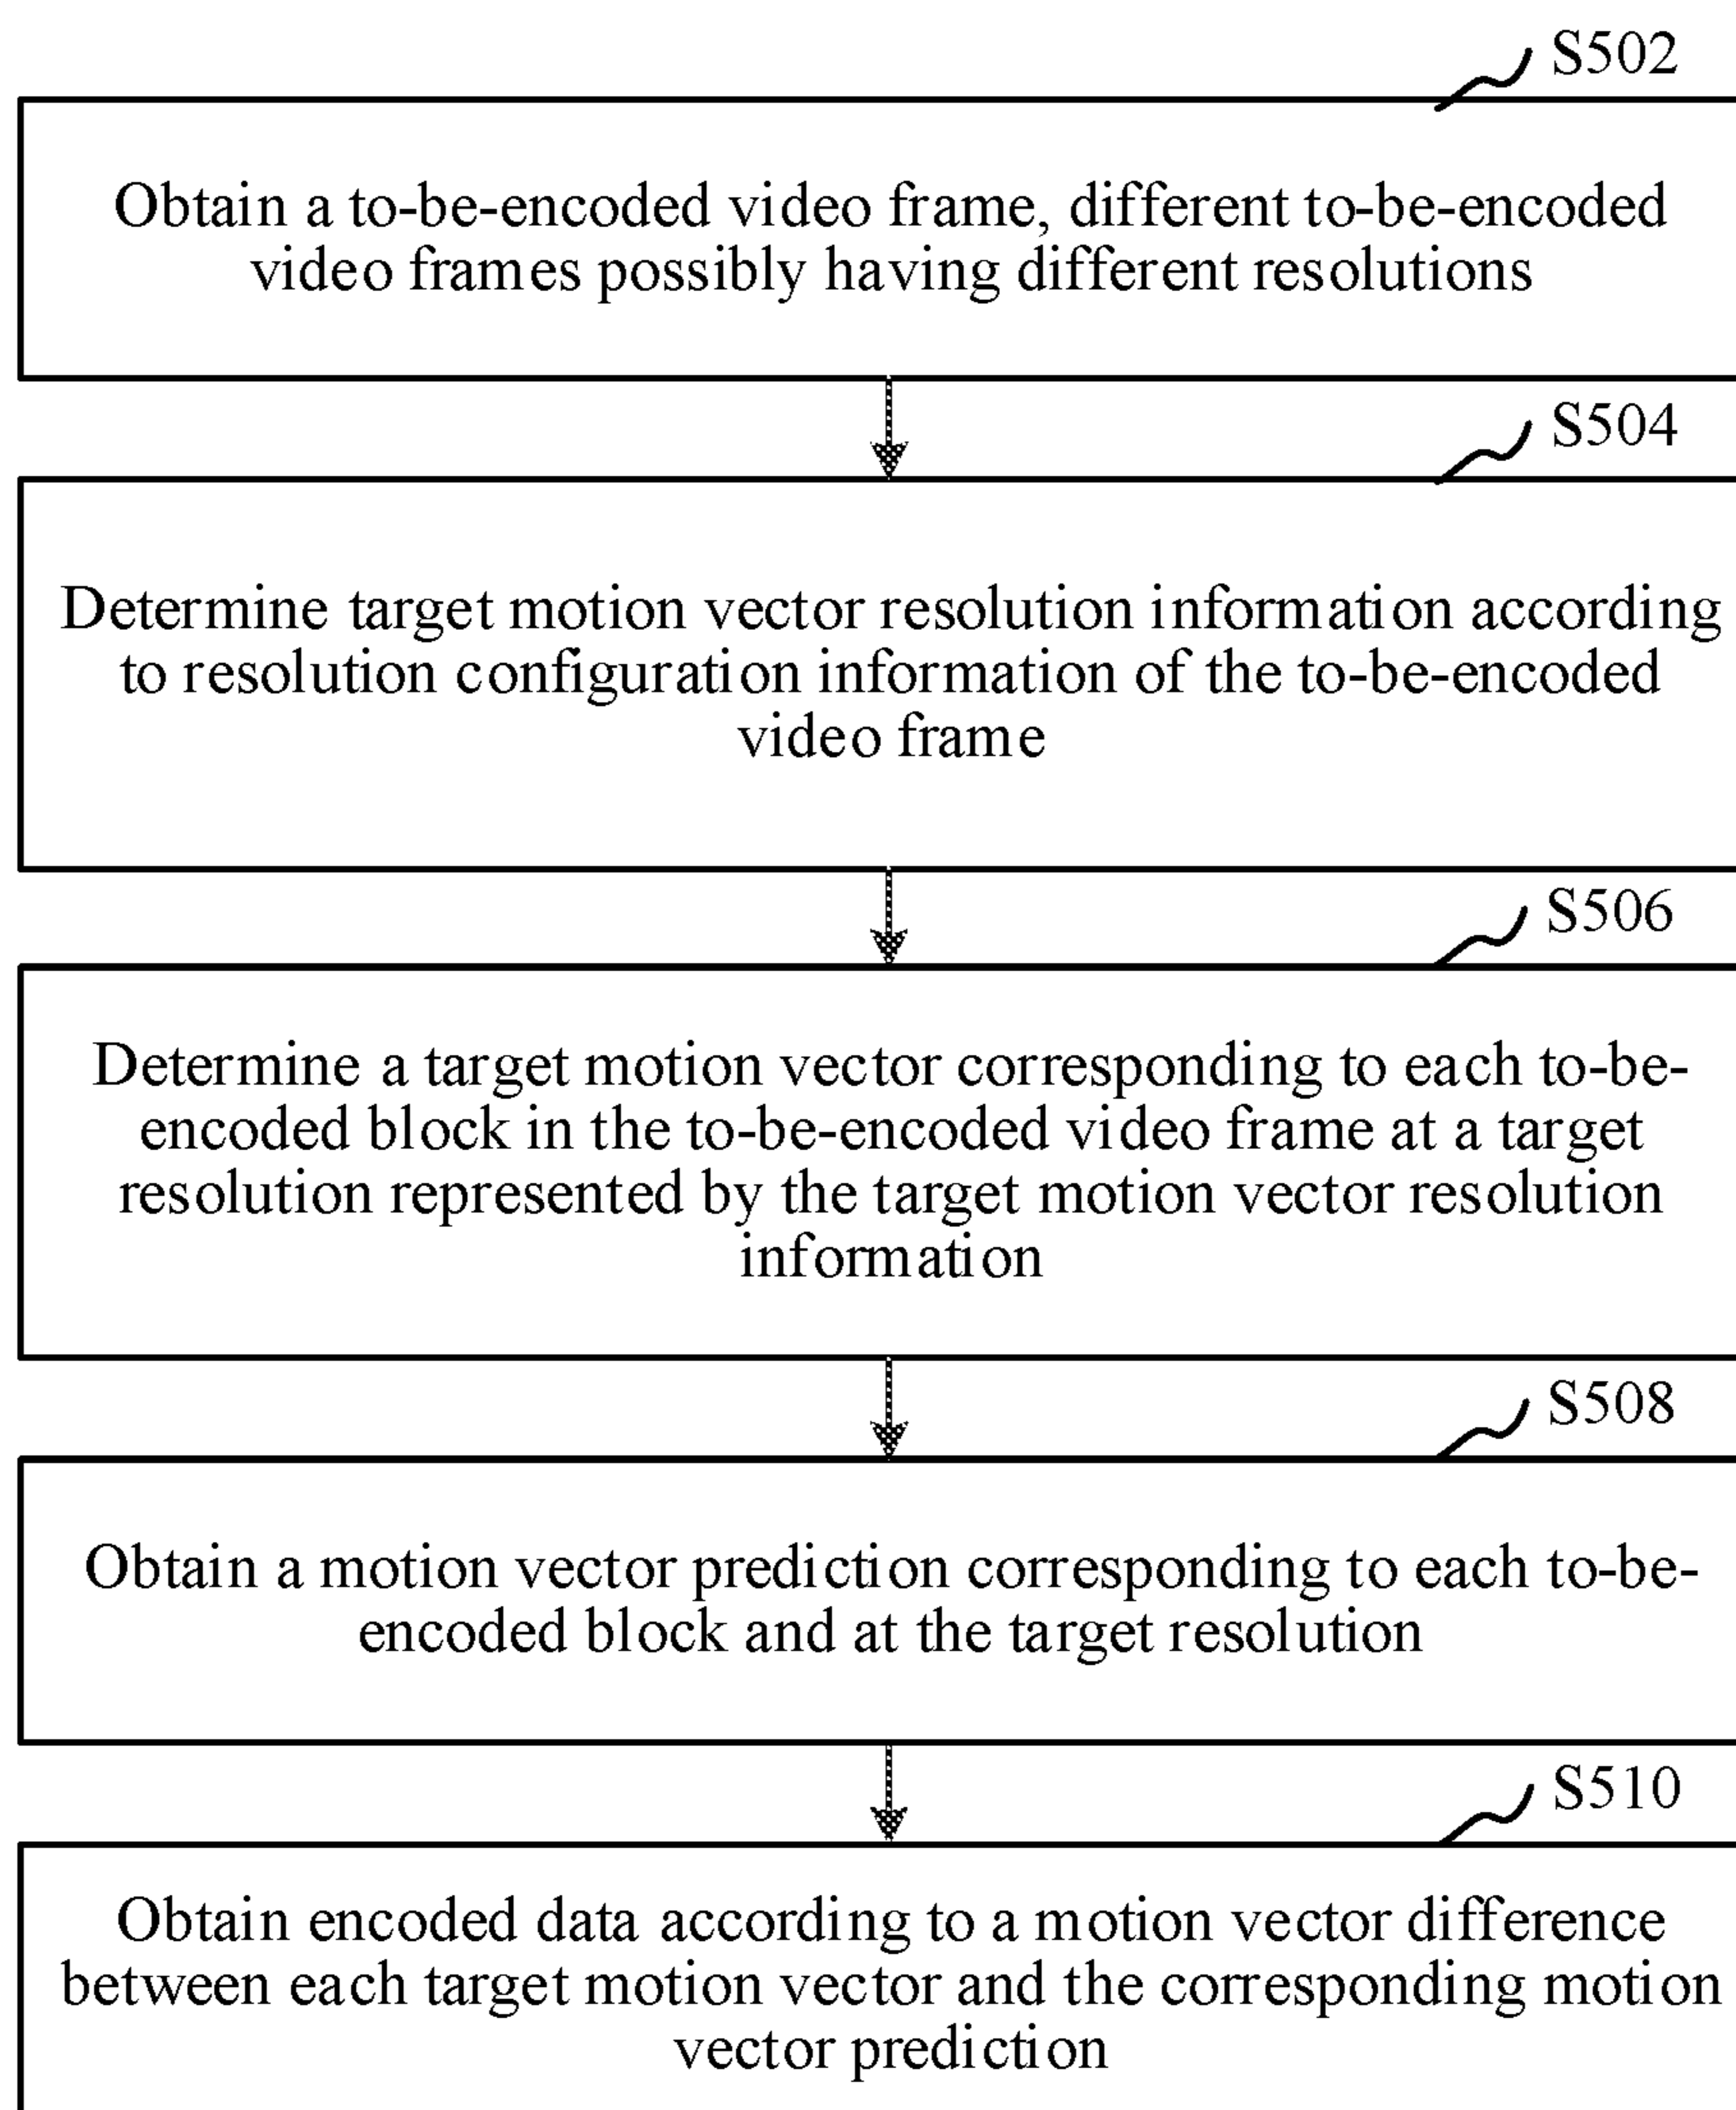 S502
Obtain a to-be-encoded video frame, different to-be-encoded
video frames possibly having different resolutions
S504
Determine target motion vector resolution information according
to resolution configuration information of the to-be-encoded
video frame
S506
Determine a target motion vector corresponding to each to-be-
encoded block in the to-be-encoded video frame at a target
resolution represented by the target motion vector resolution
information
S508
Obtain a motion vector prediction corresponding to each to-be-
encoded block and at the target resolution
S510
Obtain encoded data according to a motion vector difference
between each target motion vector and the corresponding motion
vector prediction